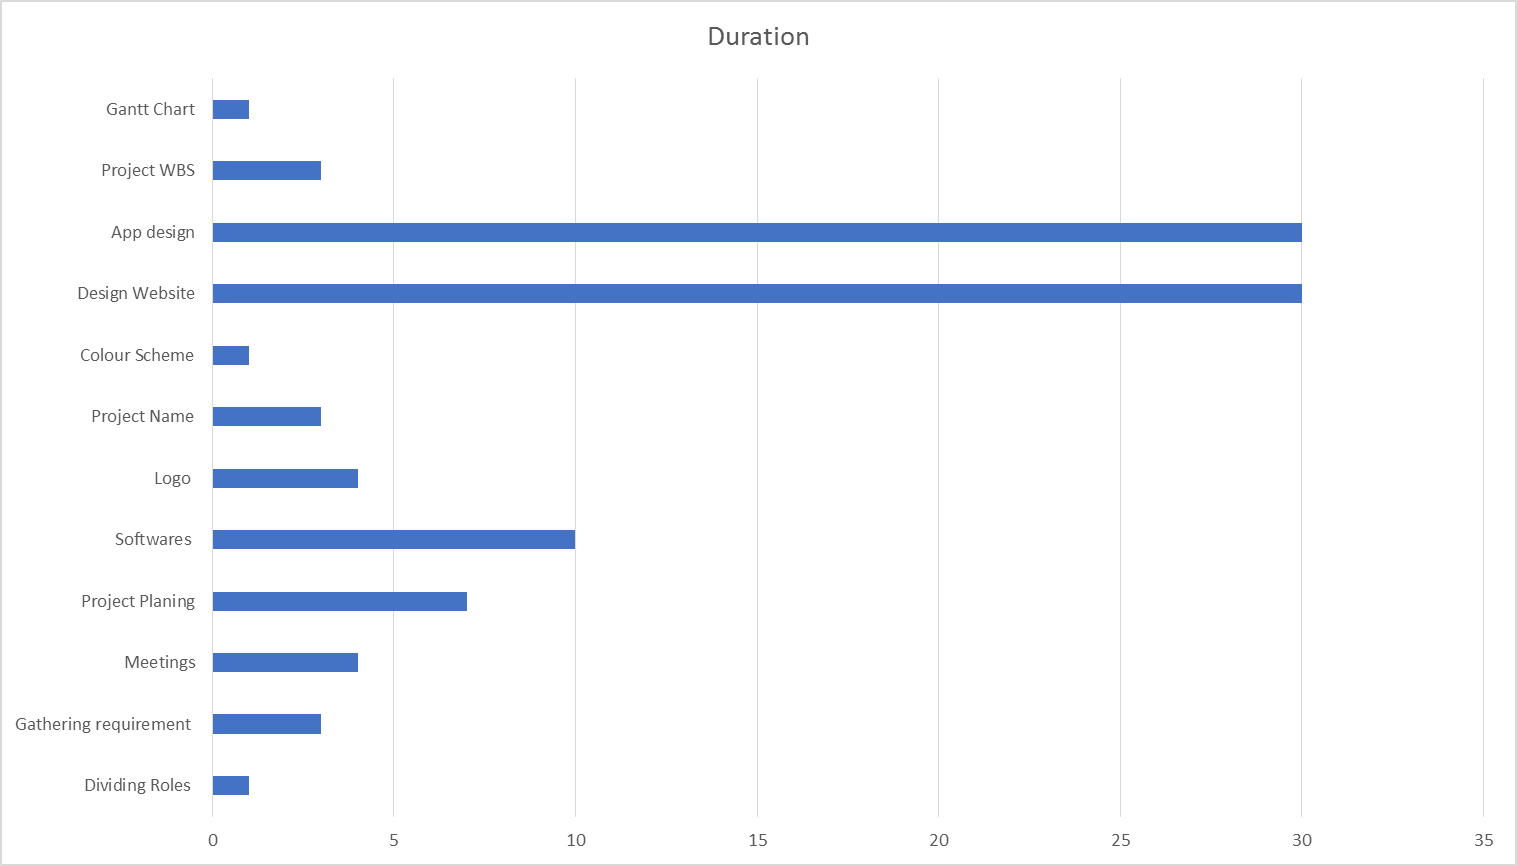 Duration
Gantt Chart
Project WBS
App design
Design Website
Colour Scheme
Project Name
Logo
Softwares
Project Planing
Meetings
Gathering requirement
Dividing Roles
0 5 10 15 20 25 30 35